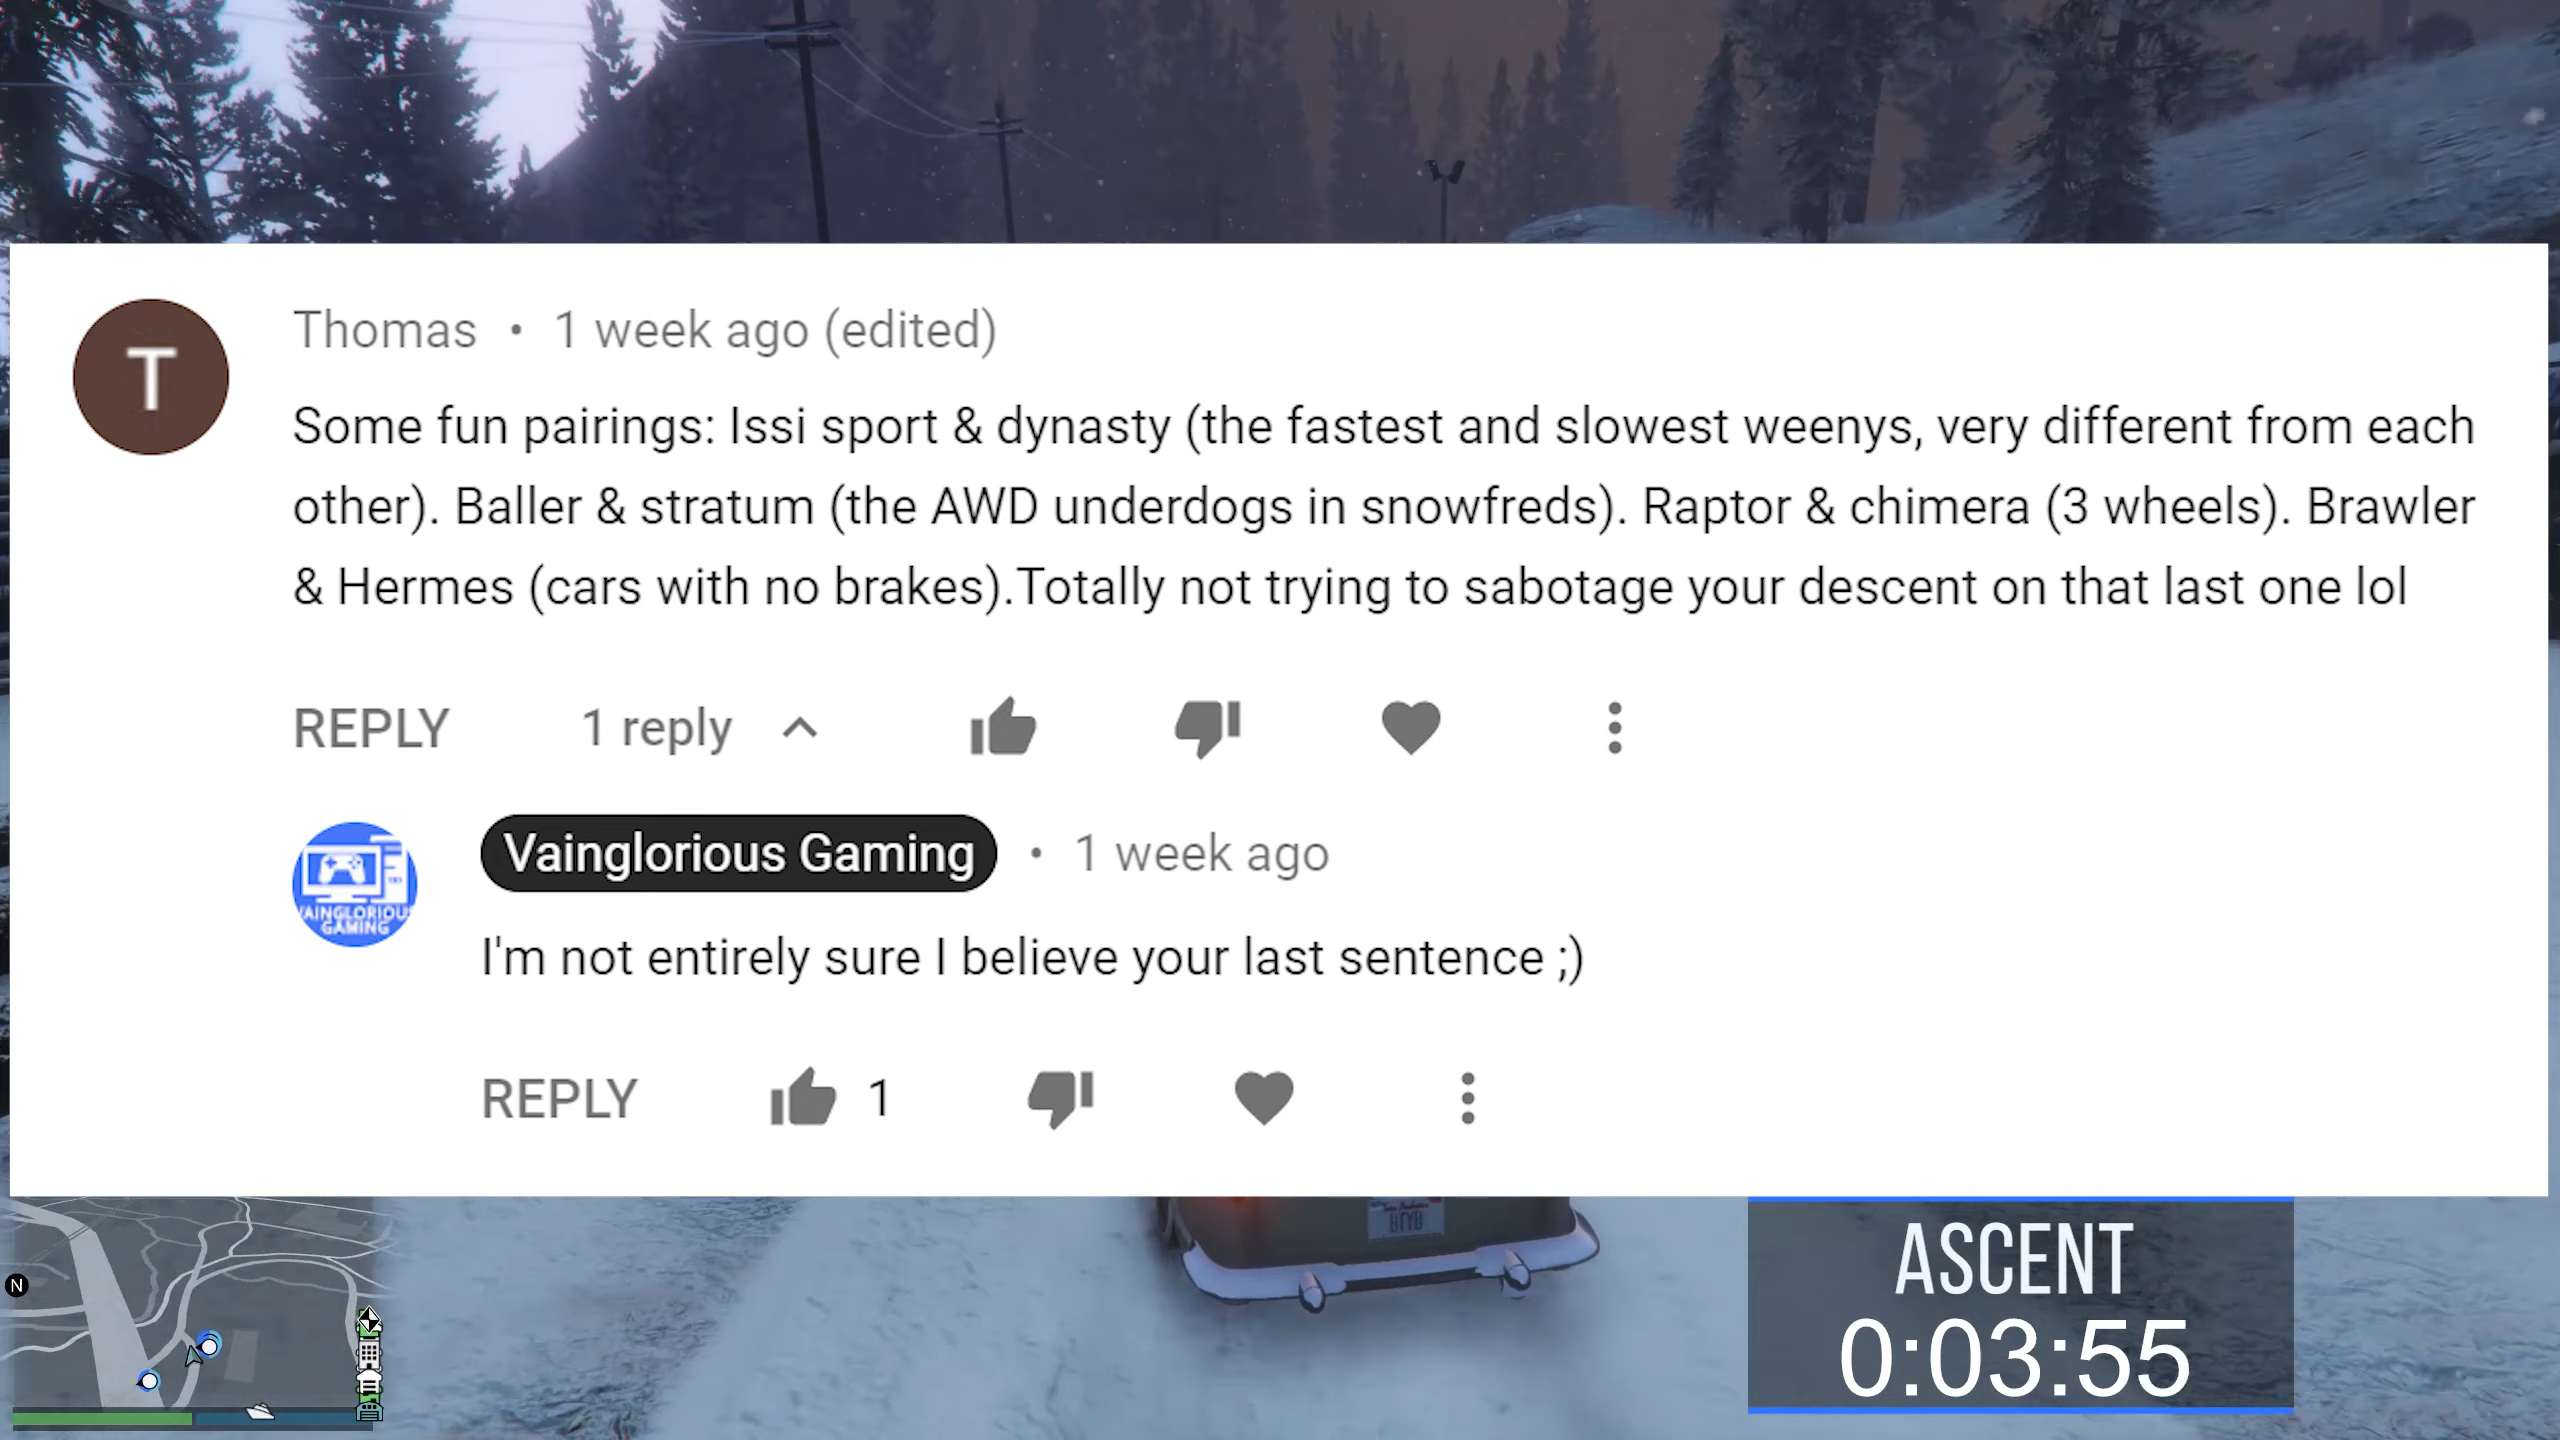 T
Thomas • 1 week ago (edited)
Some fun pairings: Issi sport & dynasty (the fastest and slowest weenys, very different from each
other). Baller & stratum (the AWD underdogs in snowfreds). Raptor & chimera (3 wheels). Brawler
& Hermes (cars with no brakes).Totally not trying to sabotage your descent on that last one lol
REPLY 1 reply
Vainglorious Gaming • 1 week ago
VAINGLORIOUS
GAMING
I'm not entirely sure I believe your last sentence ;)
REPLY 1
N
ASCENT
0:03:55